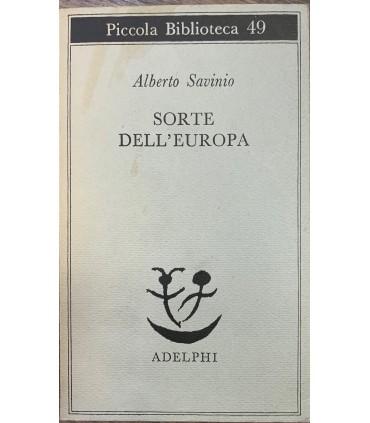 Piccola Biblioteca 49
Alberto Savinio
SORTE
DELL'EUROPA
ADELPHI